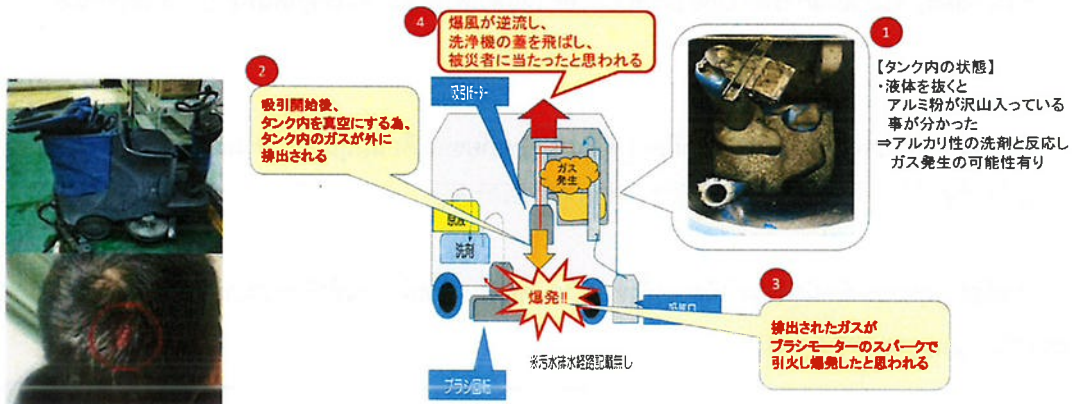 1
【タンク内の状態】
・液体を抜くと
アルミ粉が沢山入っている
事が分かった
⇒アルカリ性の洗剤と反応し
ガス発生の可能性有り
2
吸引開始後、
タンク内を真空にする為、
タンク内のガスが外に
排出される
3
排出されたガスが
ブラシモーターのスパークで
引火し爆発したと思われる
4
爆風が逆流し、
洗浄機の蓋を飛ばし、
被災者に当たったと思われる
吸引モーター
ガス
発生
洗剤
爆発!!
ブラシ回転
※汚水排水経路記載無し